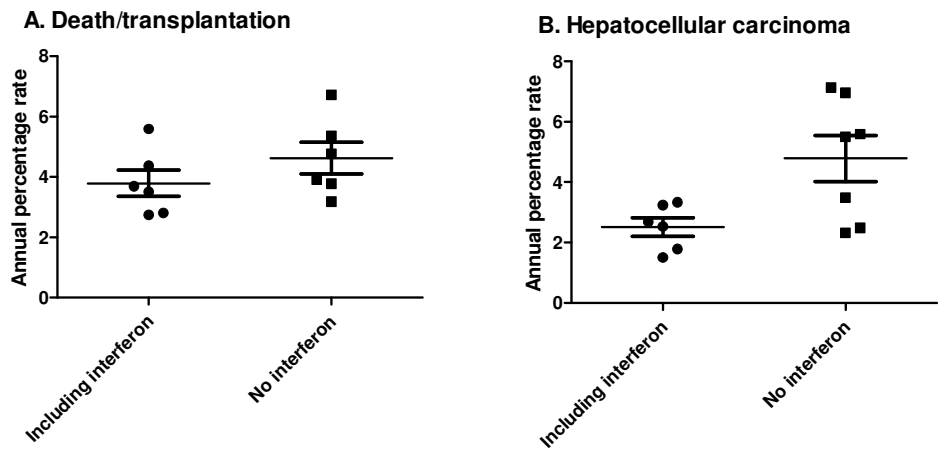 A. Death/transplantation
Annual percentage rate
8
6
4
2
0
Including interferon
No interferon
B. Hepatocellular carcinoma
Annual percentage rate
8
6
4
2
0
Including interferon
No interferon